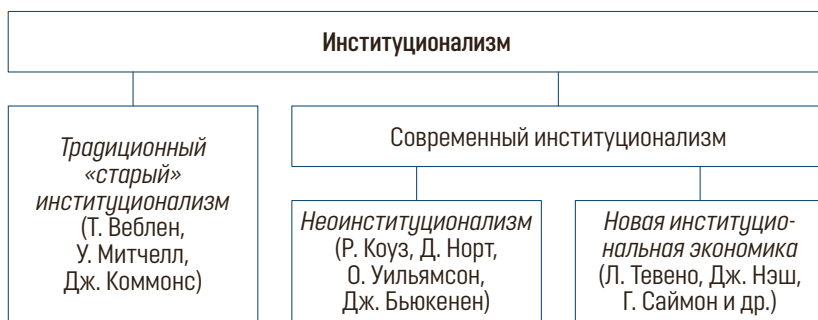 Институционализм
Традиционный
«старый»
институционализм
(Т. Веблен,
У. Митчелл,
Дж. Коммонс)
Современный институционализм
Неоинституционализм
(Р. Коуз, Д. Норт,
О. Уильямсон,
Дж. Бьюкенен)
Новая институцио-
нальная экономика
(Л. Тевено, Дж. Нэш,
Г. Саймон и др.)